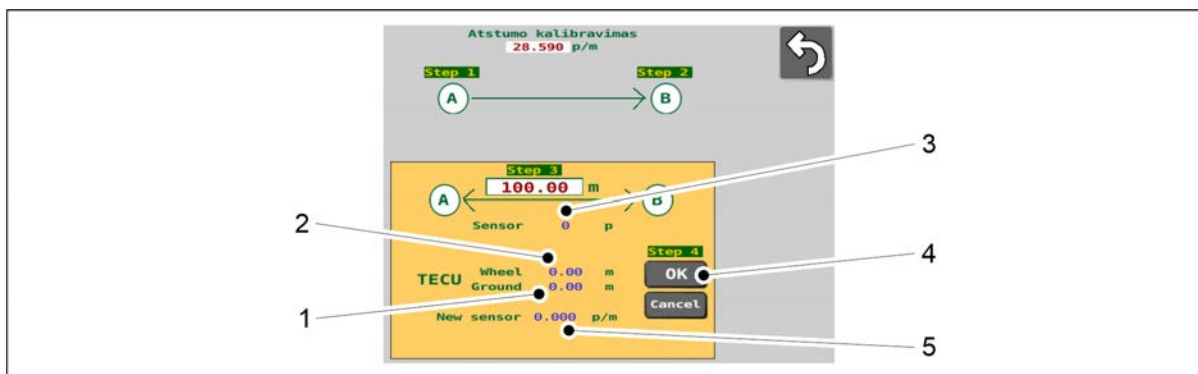 Atstumo kalibravimas
28.590 p/m
Step 1 Step 2
A B
3
Step 3
100.00 m
A B
2
Sensor 0 p
Step 4
4
Wheel 0.00 m OK
TECU
Ground 0.00 m
1
Cancel
New sensor 0.000 p/m
5